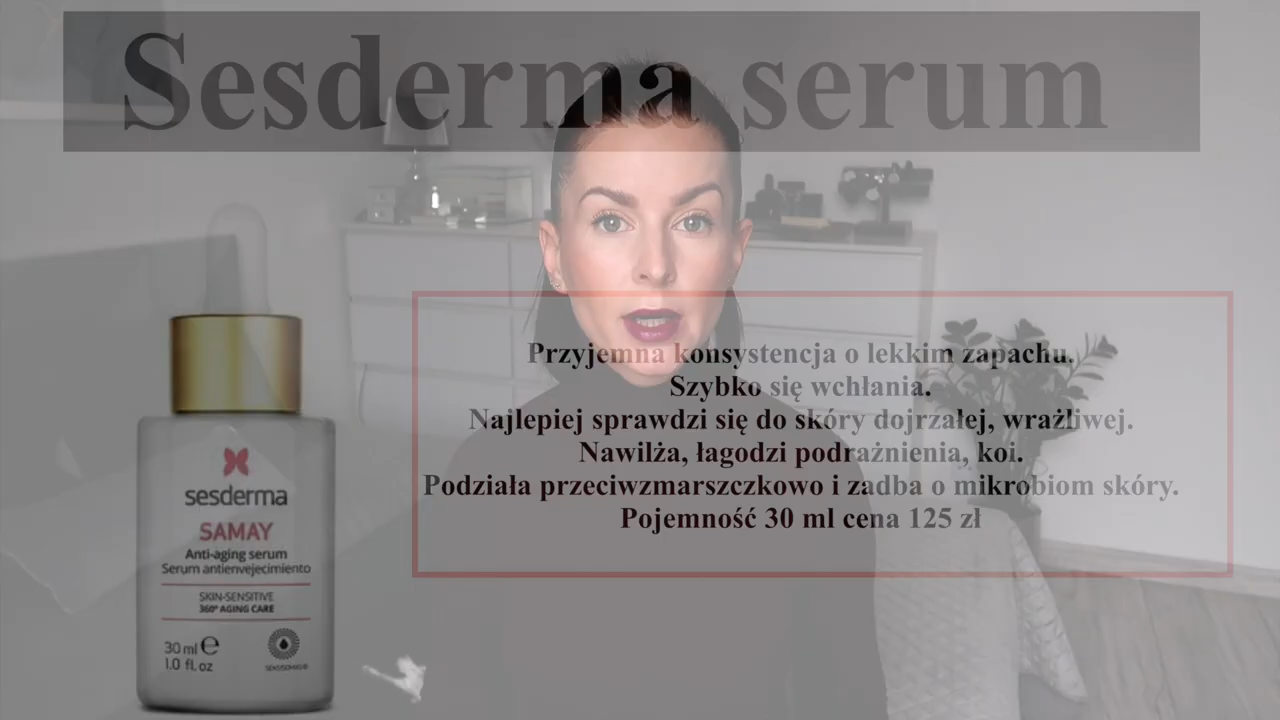 Sesderma serum
Przyjemna konsystencja o lekkim zapachu.
Szybko się wchłania.
Najlepiej sprawdzi się do skóry dojrzałej, wrażliwej.
Nawilża, łagodzi podrażnienia, koi.
Podziała przeciwzmarszczkowo i zadba o mikrobiom skóry.
Pojemność 30 ml cena 125 zł
sesderma
SAMAY
Anti-aging serum
Serum antienvejecimiento
SKIN-SENSITIVE
360º AGING CARE
30 ml e
1.0 fl. oz